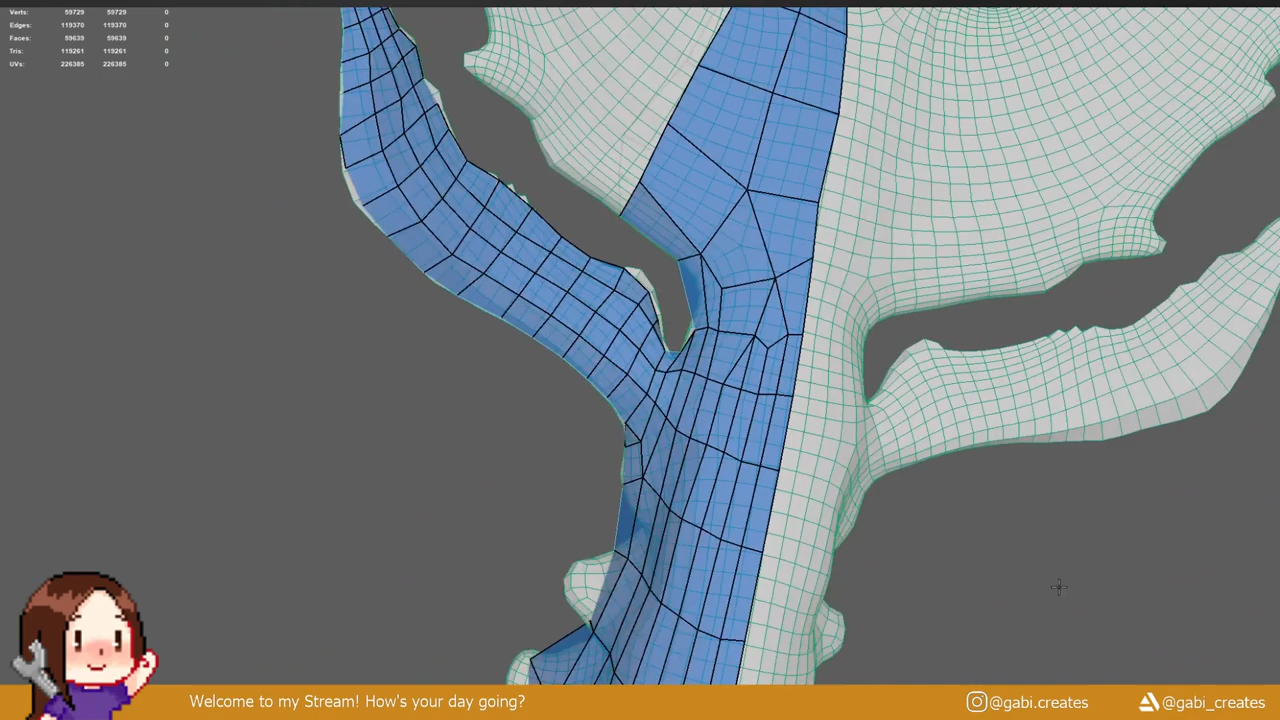 Verts: 59729 59729 0
Edges: 119370 119370 0
Faces: 59639 59639 0
Tris: 119261 119261 0
UVs: 226385 226385 0
Welcome to my Stream! How's your day going?
@gabi.creates
@gabi_creates